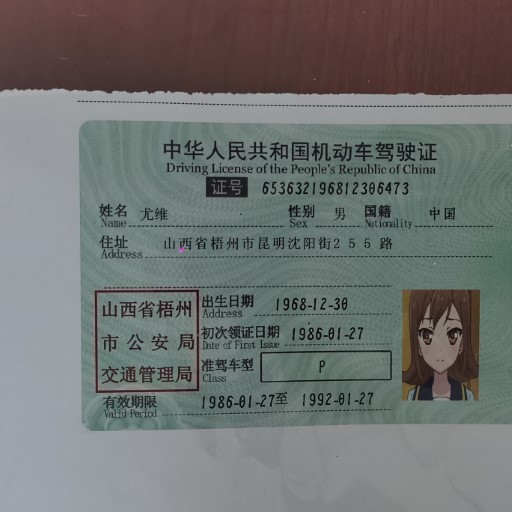 中华人民共和国机动车驾驶证
Driving License of the People's Republic of China
证号 653632196812306473
姓名 尤维 性别 男 国籍 中国
Name Sex Nationality
住址 山西省梧州市昆明沈阳街255路
Address
山西省梧州
市公安局
交通管理局
出生日期 1968-12-30
Address
初次领证日期 1986-01-27
Date of First Issue
准驾车型 P
Class
有效期限 1986-01-27至 1992-01-27
Valid Period